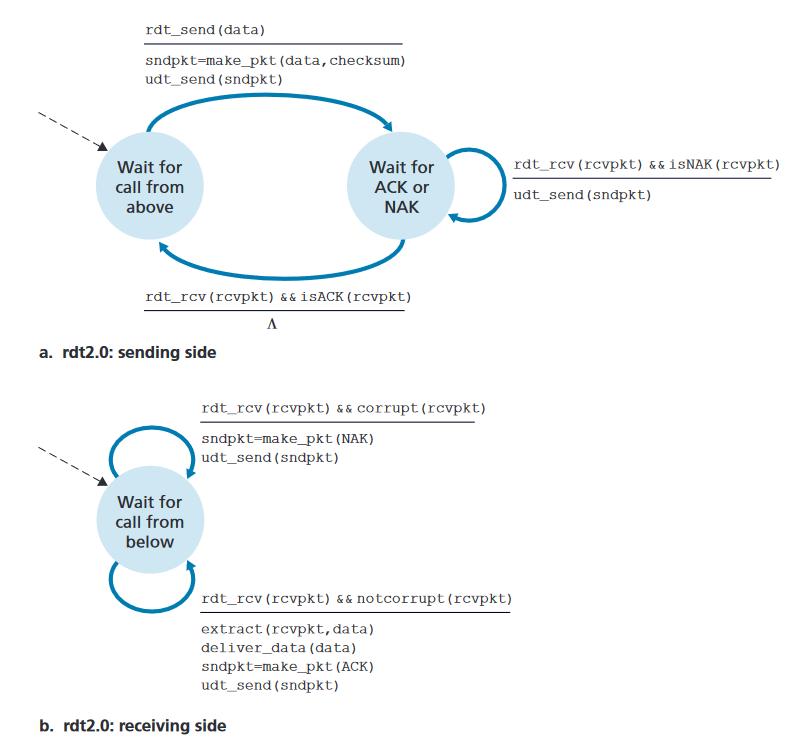 rdt_send(data)
sndpkt=make_pkt(data,checksum)
udt_send(sndpkt)
Wait for
call from
above
Wait for
ACK or
NAK
rdt_rcv(rcvpkt) && isNAK(rcvpkt)
udt_send(sndpkt)
rdt_rcv(rcvpkt) && isACK(rcvpkt)
Λ
a. rdt2.0: sending side
rdt_rcv(rcvpkt) && corrupt(rcvpkt)
sndpkt=make_pkt(NAK)
udt_send(sndpkt)
Wait for
call from
below
rdt_rcv(rcvpkt) && notcorrupt(rcvpkt)
extract(rcvpkt,data)
deliver_data(data)
sndpkt=make_pkt(ACK)
udt_send(sndpkt)
b. rdt2.0: receiving side